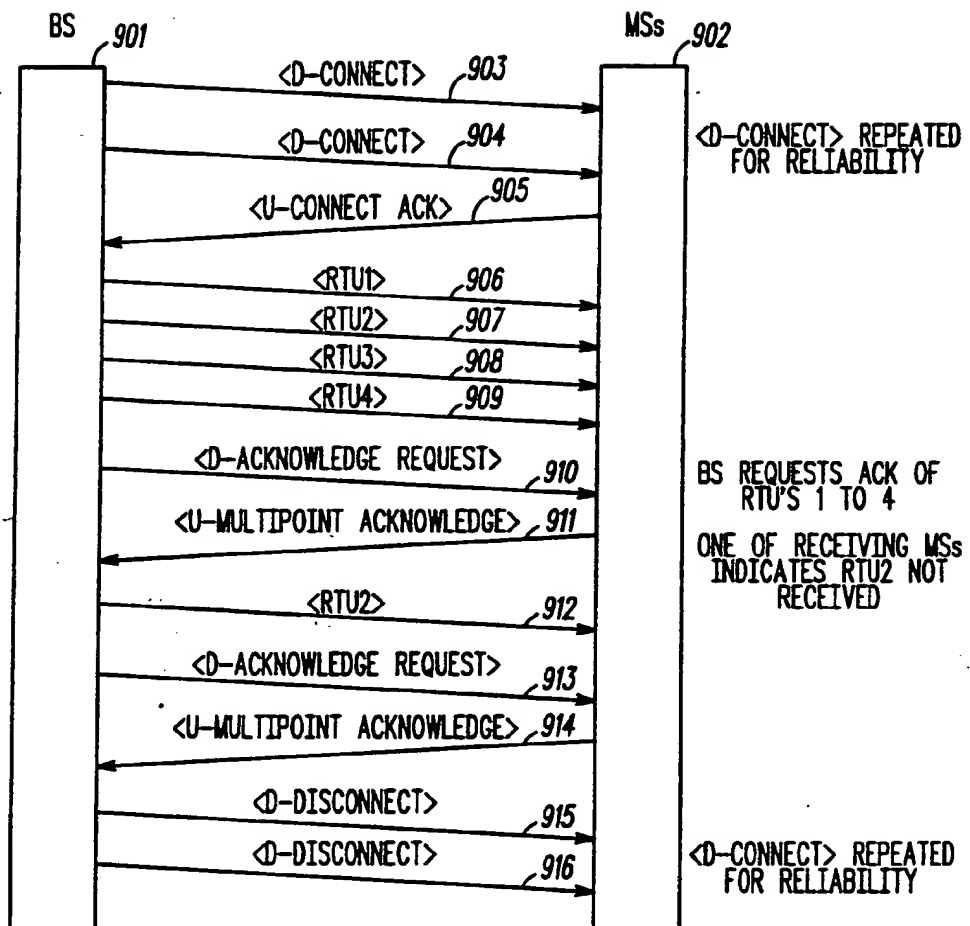 BS
901
MSs
902
<D-CONNECT>
903
<D-CONNECT>
904
<D-CONNECT> REPEATED
FOR RELIABILITY
<U-CONNECT ACK>
905
<RTU1>
906
<RTU2>
907
<RTU3>
908
<RTU4>
909
<D-ACKNOWLEDGE REQUEST>
910
BS REQUESTS ACK OF
RTU'S 1 TO 4
<U-MULTIPOINT ACKNOWLEDGE>
911
ONE OF RECEIVING MSs
INDICATES RTU2 NOT
RECEIVED
<RTU2>
912
<D-ACKNOWLEDGE REQUEST>
913
<U-MULTIPOINT ACKNOWLEDGE>
914
<D-DISCONNECT>
915
<D-DISCONNECT>
916
<D-CONNECT> REPEATED
FOR RELIABILITY